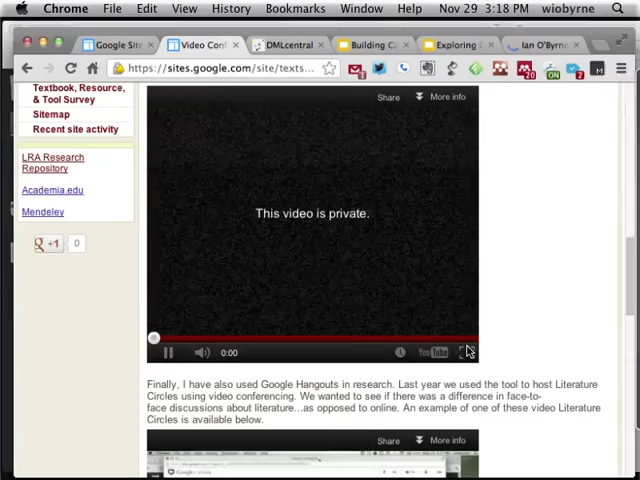 Chrome File Edit View History Bookmarks Window Help Nov 29 3:18 PM wiobyrne
Google Site Video Conf DMLcentral Building Ca Exploring Ian O'Byrne
https://sites.google.com/site/texts...
Textbook, Resource,
& Tool Survey
Sitemap
Recent site activity
LRA Research
Repository
Academia.edu
Mendeley
+1 0
Share More info
This video is private.
0:00 YouTube
Finally, I have also used Google Hangouts in research. Last year we used the tool to host Literature
Circles using video conferencing. We wanted to see if there was a difference in face-to-
face discussions about literature...as opposed to online. An example of one of these video Literature
Circles is available below.
Share More info